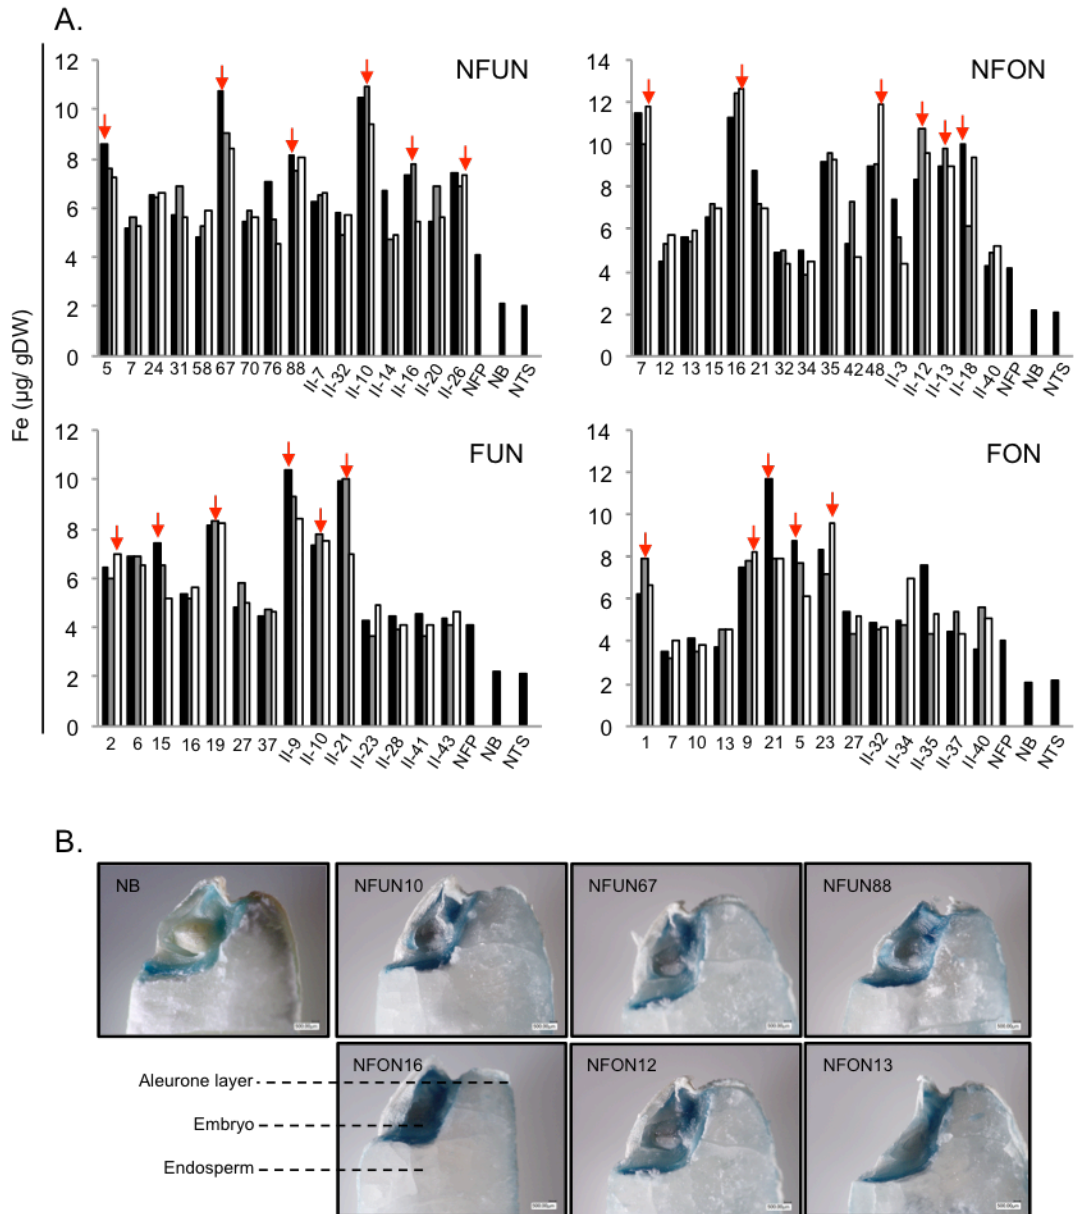 A.
Fe (µg/ gDW)
NFUN
12
10
8
6
4
2
0
5 7 24 31 58 67 70 76 88 II-7 II-32 II-10 II-14 II-16 II-20 II-26 NFP NB NTS
NFON
14
12
10
8
6
4
2
0
7 12 13 15 16 21 32 34 35 42 48 II-3 II-12 II-13 II-18 II-40 NFP NB NTS
FUN
12
10
8
6
4
2
0
2 6 15 16 19 27 37 II-9 II-10 II-21 II-23 II-28 II-41 II-43 NFP NB NTS
FON
14
12
10
8
6
4
2
0
1 7 10 13 9 21 5 23 27 II-32 II-34 II-35 II-37 II-40 NFP NB NTS
B.
NB
NFUN10
NFUN67
NFUN88
NFON16
NFON12
NFON13
Aleurone layer
Embryo
Endosperm